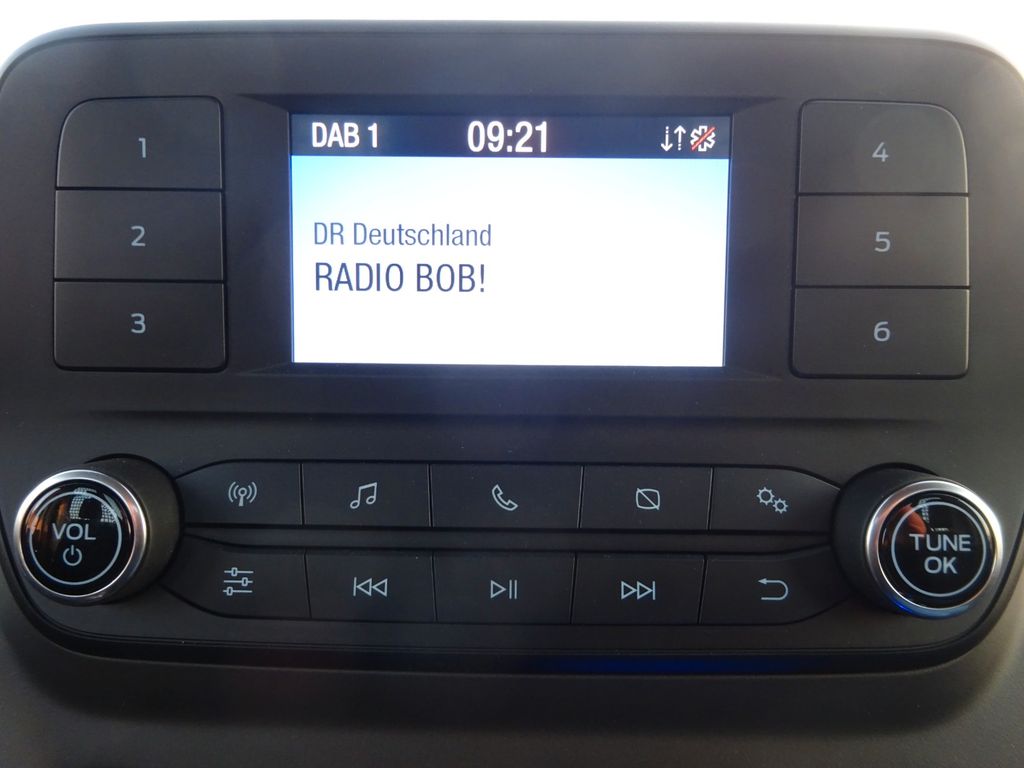 DAB 1 09:21
DR Deutschland
RADIO BOB!
1
2
3
4
5
6
VOL
TUNE
OK